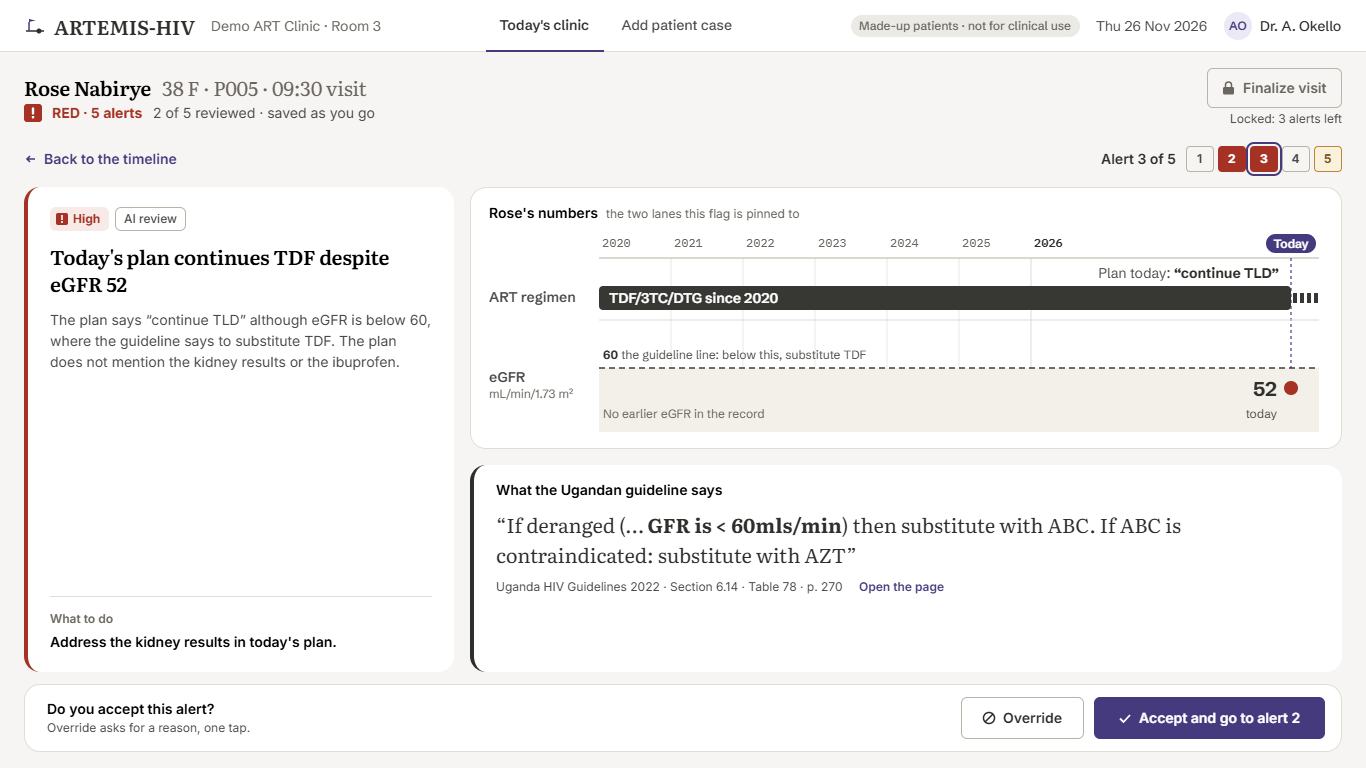 ARTEMIS-HIV
Demo ART Clinic · Room 3
Today's clinic
Add patient case
Made-up patients · not for clinical use
Thu 26 Nov 2026
AO
Dr. A. Okello
Rose Nabirye 38 F · P005 · 09:30 visit
RED · 5 alerts 2 of 5 reviewed · saved as you go
Finalize visit
Locked: 3 alerts left
← Back to the timeline
Alert 3 of 5 1 2 3 4 5
High
AI review
Today's plan continues TDF despite
eGFR 52
The plan says “continue TLD” although eGFR is below 60,
where the guideline says to substitute TDF. The plan
does not mention the kidney results or the ibuprofen.
What to do
Address the kidney results in today's plan.
Rose's numbers the two lanes this flag is pinned to
2020 2021 2022 2023 2024 2025 2026 Today
Plan today: “continue TLD”
ART regimen
TDF/3TC/DTG since 2020
60 the guideline line: below this, substitute TDF
eGFR
mL/min/1.73 m²
52
today
No earlier eGFR in the record
What the Ugandan guideline says
“If deranged (… GFR is < 60mls/min) then substitute with ABC. If ABC is
contraindicated: substitute with AZT”
Uganda HIV Guidelines 2022 · Section 6.14 · Table 78 · p. 270 Open the page
Do you accept this alert?
Override asks for a reason, one tap.
Override
Accept and go to alert 2